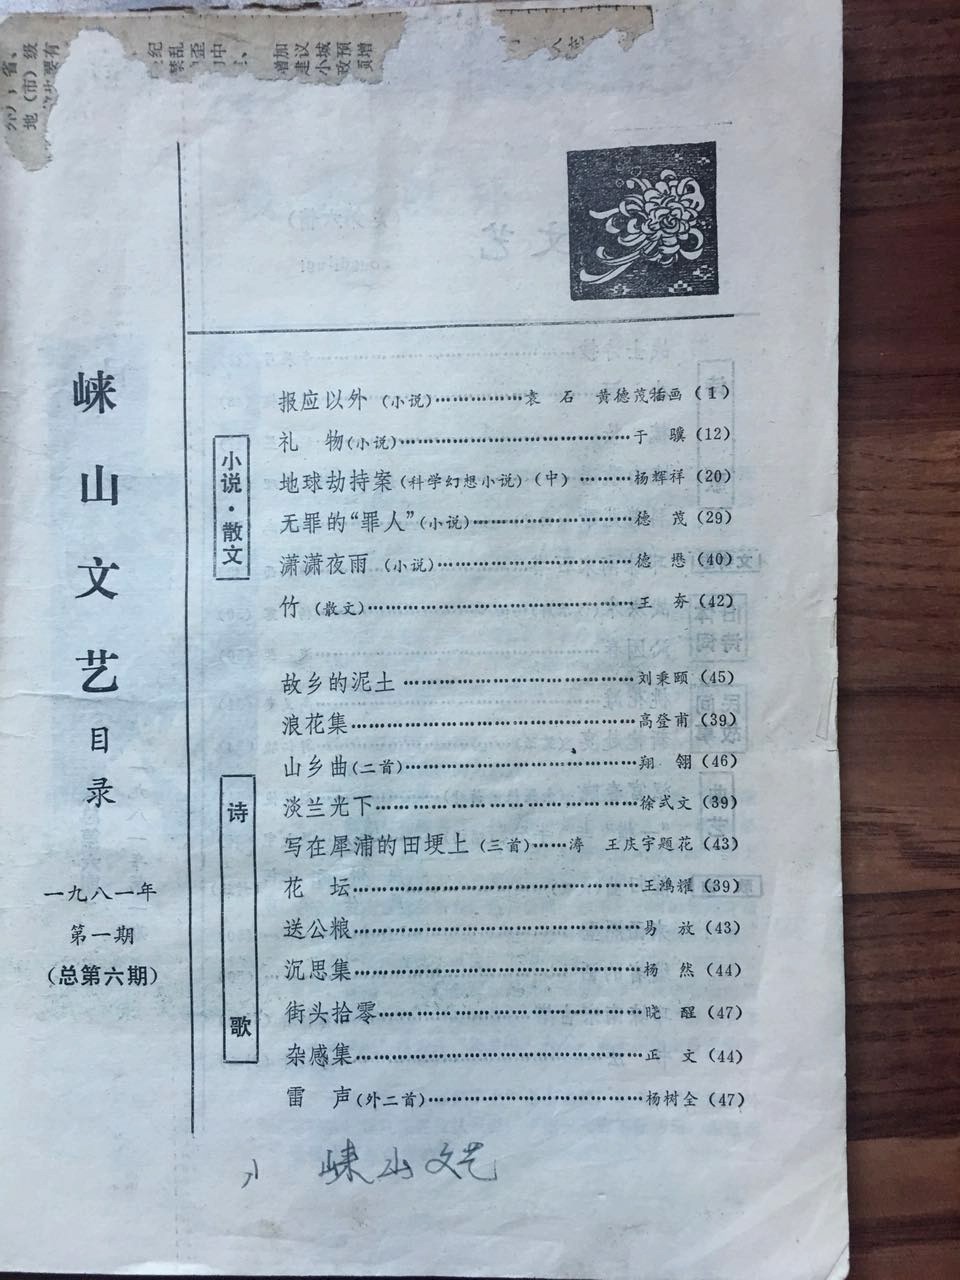 崃山文艺
目录
一九八一年
第一期
（总第六期）
小说·散文
报应以外（小说）……………袁　石　黄德茂插画（1）
礼　物（小说）……………………………………于　骥（12）
地球劫持案（科学幻想小说）（中）………杨辉祥（20）
无罪的“罪人”（小说）…………………………德　茂（29）
潇潇夜雨（小说）………………………………德　懋（40）
竹（散文）…………………………………………王　夯（42）
诗歌
故乡的泥土……………………………………刘秉颐（45）
浪花集……………………………………………高登甫（39）
山乡曲（二首）……………………………………翔　翎（46）
淡兰光下…………………………………………徐式文（39）
写在犀浦的田埂上（三首）……涛　王庆宇题花（43）
花　坛……………………………………………王鸿耀（39）
送公粮……………………………………………易　放（43）
沉思集……………………………………………杨　然（44）
街头拾零…………………………………………晓　醒（47）
杂感集……………………………………………正　文（44）
雷　声（外二首）…………………………………杨树全（47）
崃山文艺